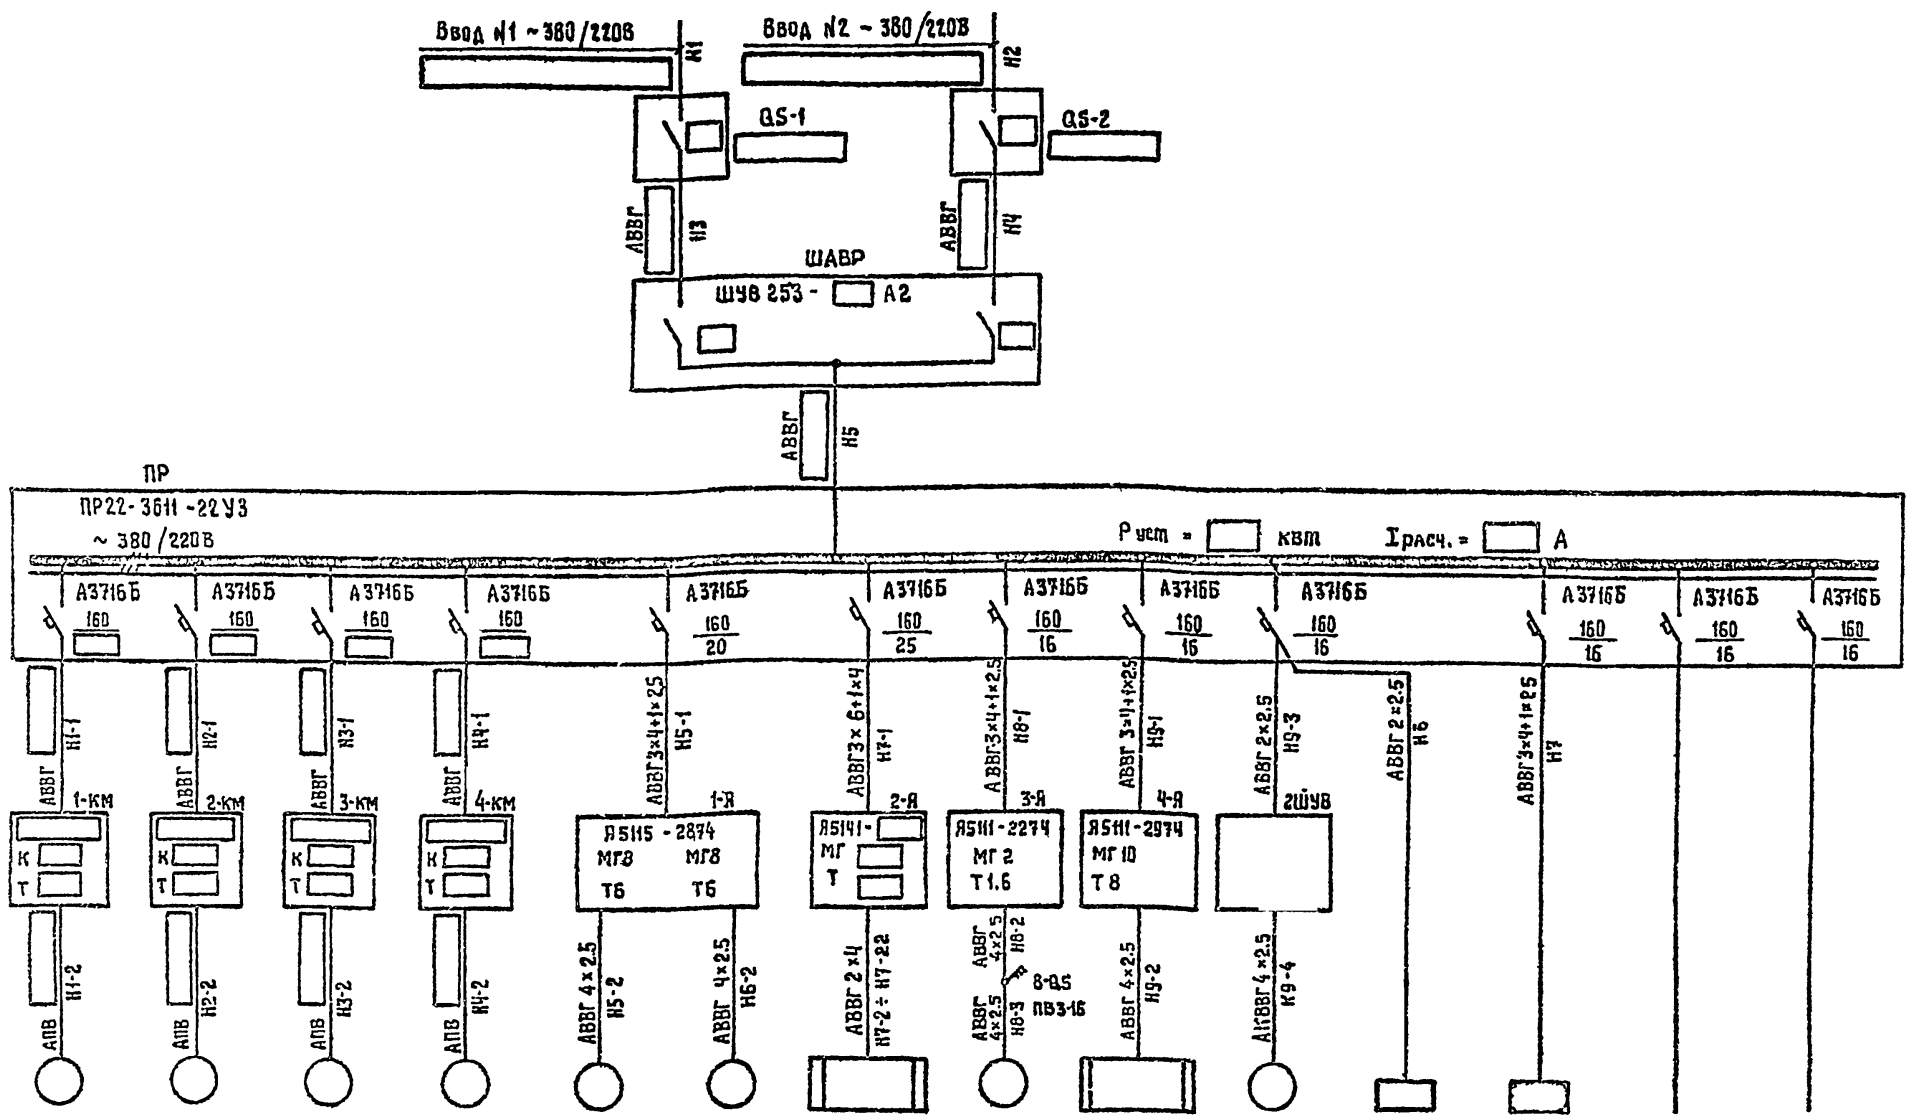 Ввод N1 ~ 380/220В
Ввод N2 ~ 380/220В
Н1
Н2
QS-1
QS-2
АВВГ
Н3
АВВГ
Н4
ШАВР
ШУВ 253 -
А2
АВВГ
Н5
ПР
ПР22-3611-22У3
~ 380/220В
Р уст =
квт
Iрасч. =
А
А3716Б
160
А3716Б
160
А3716Б
160
А3716Б
160
А3716Б
160
20
А3716Б
160
25
А3716Б
160
16
А3716Б
160
16
А3716Б
160
16
А3716Б
160
16
А3716Б
160
16
А3716Б
160
16
АВВГ
Н1-1
АВВГ
Н2-1
АВВГ
Н3-1
АВВГ
Н4-1
АВВГ 3×4+1×2.5
Н5-1
АВВГ 3×6+1×4
Н7-1
АВВГ 3×4+1×2.5
Н8-1
АВВГ 3×4+1×2.5
Н9-1
АВВГ 2×2.5
Н9-3
АВВГ 2×2.5
Н6
АВВГ 3×4+1×2.5
Н7
1-КМ
К
Т
2-КМ
К
Т
3-КМ
К
Т
4-КМ
К
Т
1-Я
Я5115-2874
МГ8 МГ8
Т6 Т6
2-Я
Я5141-
МГ
Т
3-Я
Я5111-2274
МГ 2
Т 1.6
4-Я
Я5111-2974
МГ 10
Т 8
2ШУВ
АПВ
Н1-2
АПВ
Н2-2
АПВ
Н3-2
АПВ
Н4-2
АВВГ 4×2.5
Н5-2
АВВГ 4×2.5
Н6-2
АВВГ 2×4
Н7-2÷Н7-22
АВВГ
4×2.5
Н8-2
8-QS
ПВ3-16
АВВГ
4×2.5
Н8-3
АВВГ 4×2.5
Н9-2
АКВВГ 4×2.5
К9-4